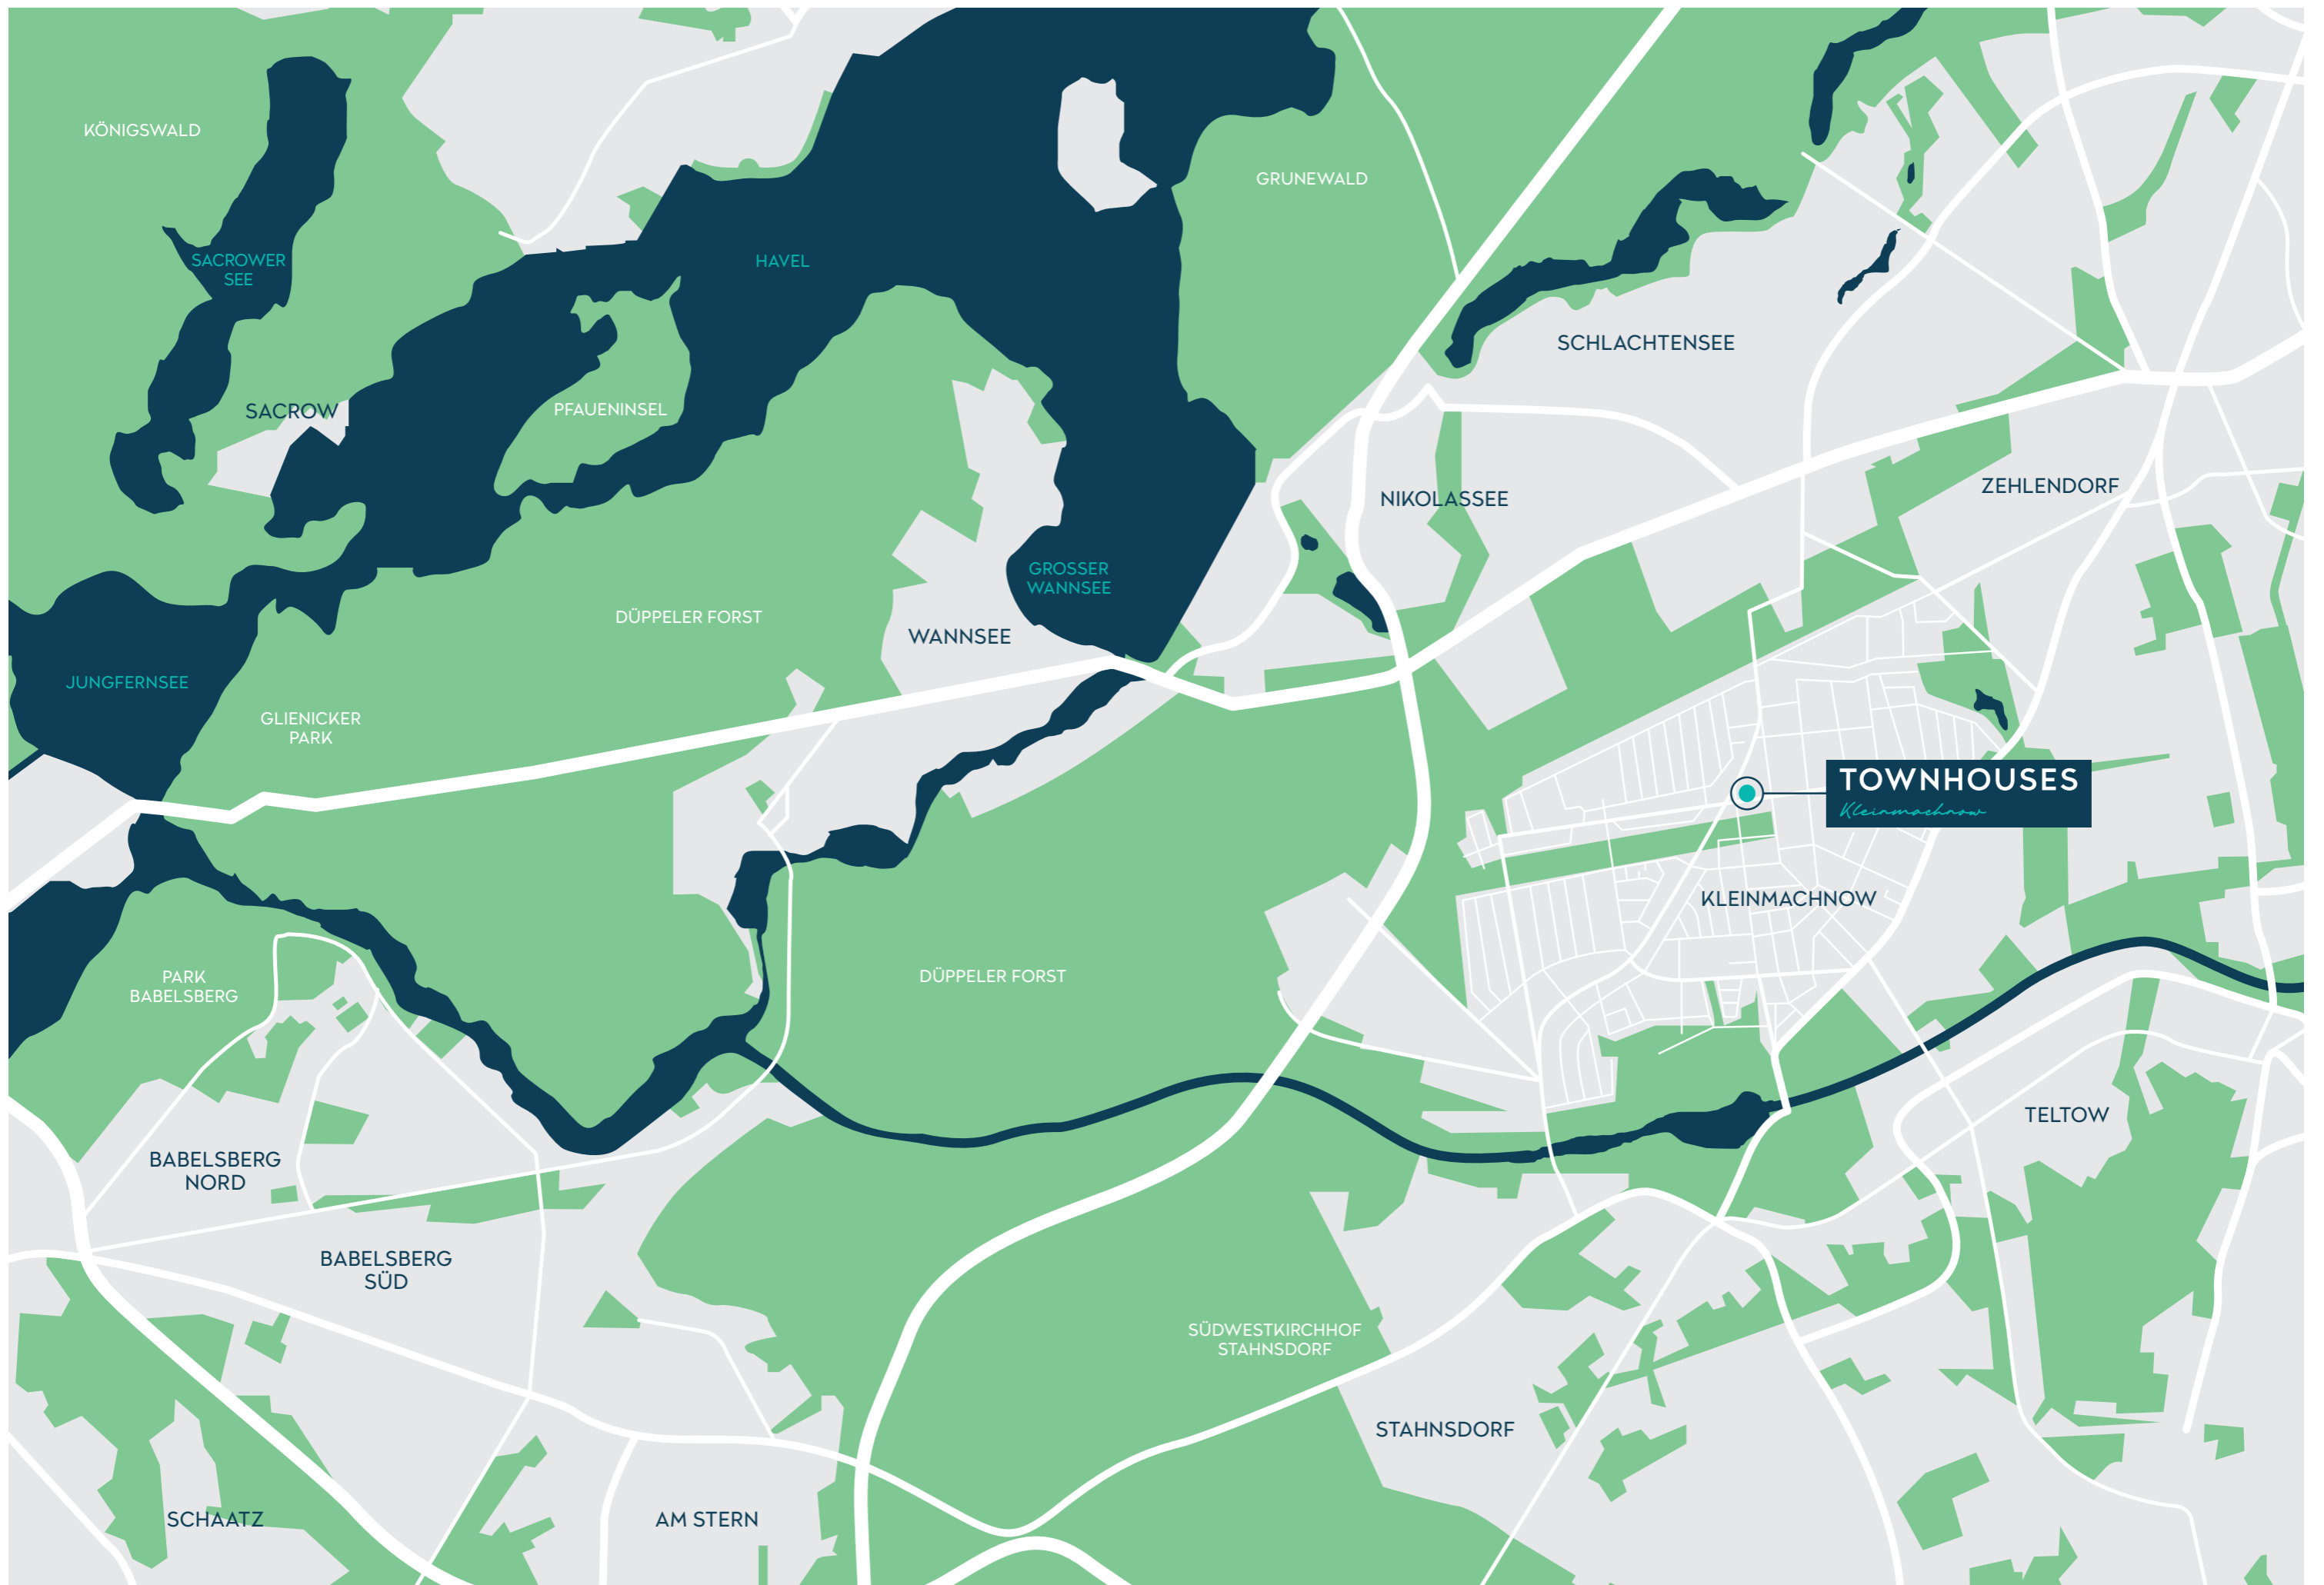 KÖNIGSWALD
GRUNEWALD
SACROWER
SEE
HAVEL
SCHLACHTENSEE
SACROW
PFAUENINSEL
NIKOLASSEE
ZEHLENDORF
GROSSER
WANNSEE
DÜPPELER FORST
WANNSEE
JUNGFERNSEE
GLIENICKER
PARK
TOWNHOUSES
Kleinmachnow
KLEINMACHNOW
PARK
BABELSBERG
DÜPPELER FORST
TELTOW
BABELSBERG
NORD
BABELSBERG
SÜD
SÜDWESTKIRCHHOF
STAHNSDORF
STAHNSDORF
SCHAATZ
AM STERN